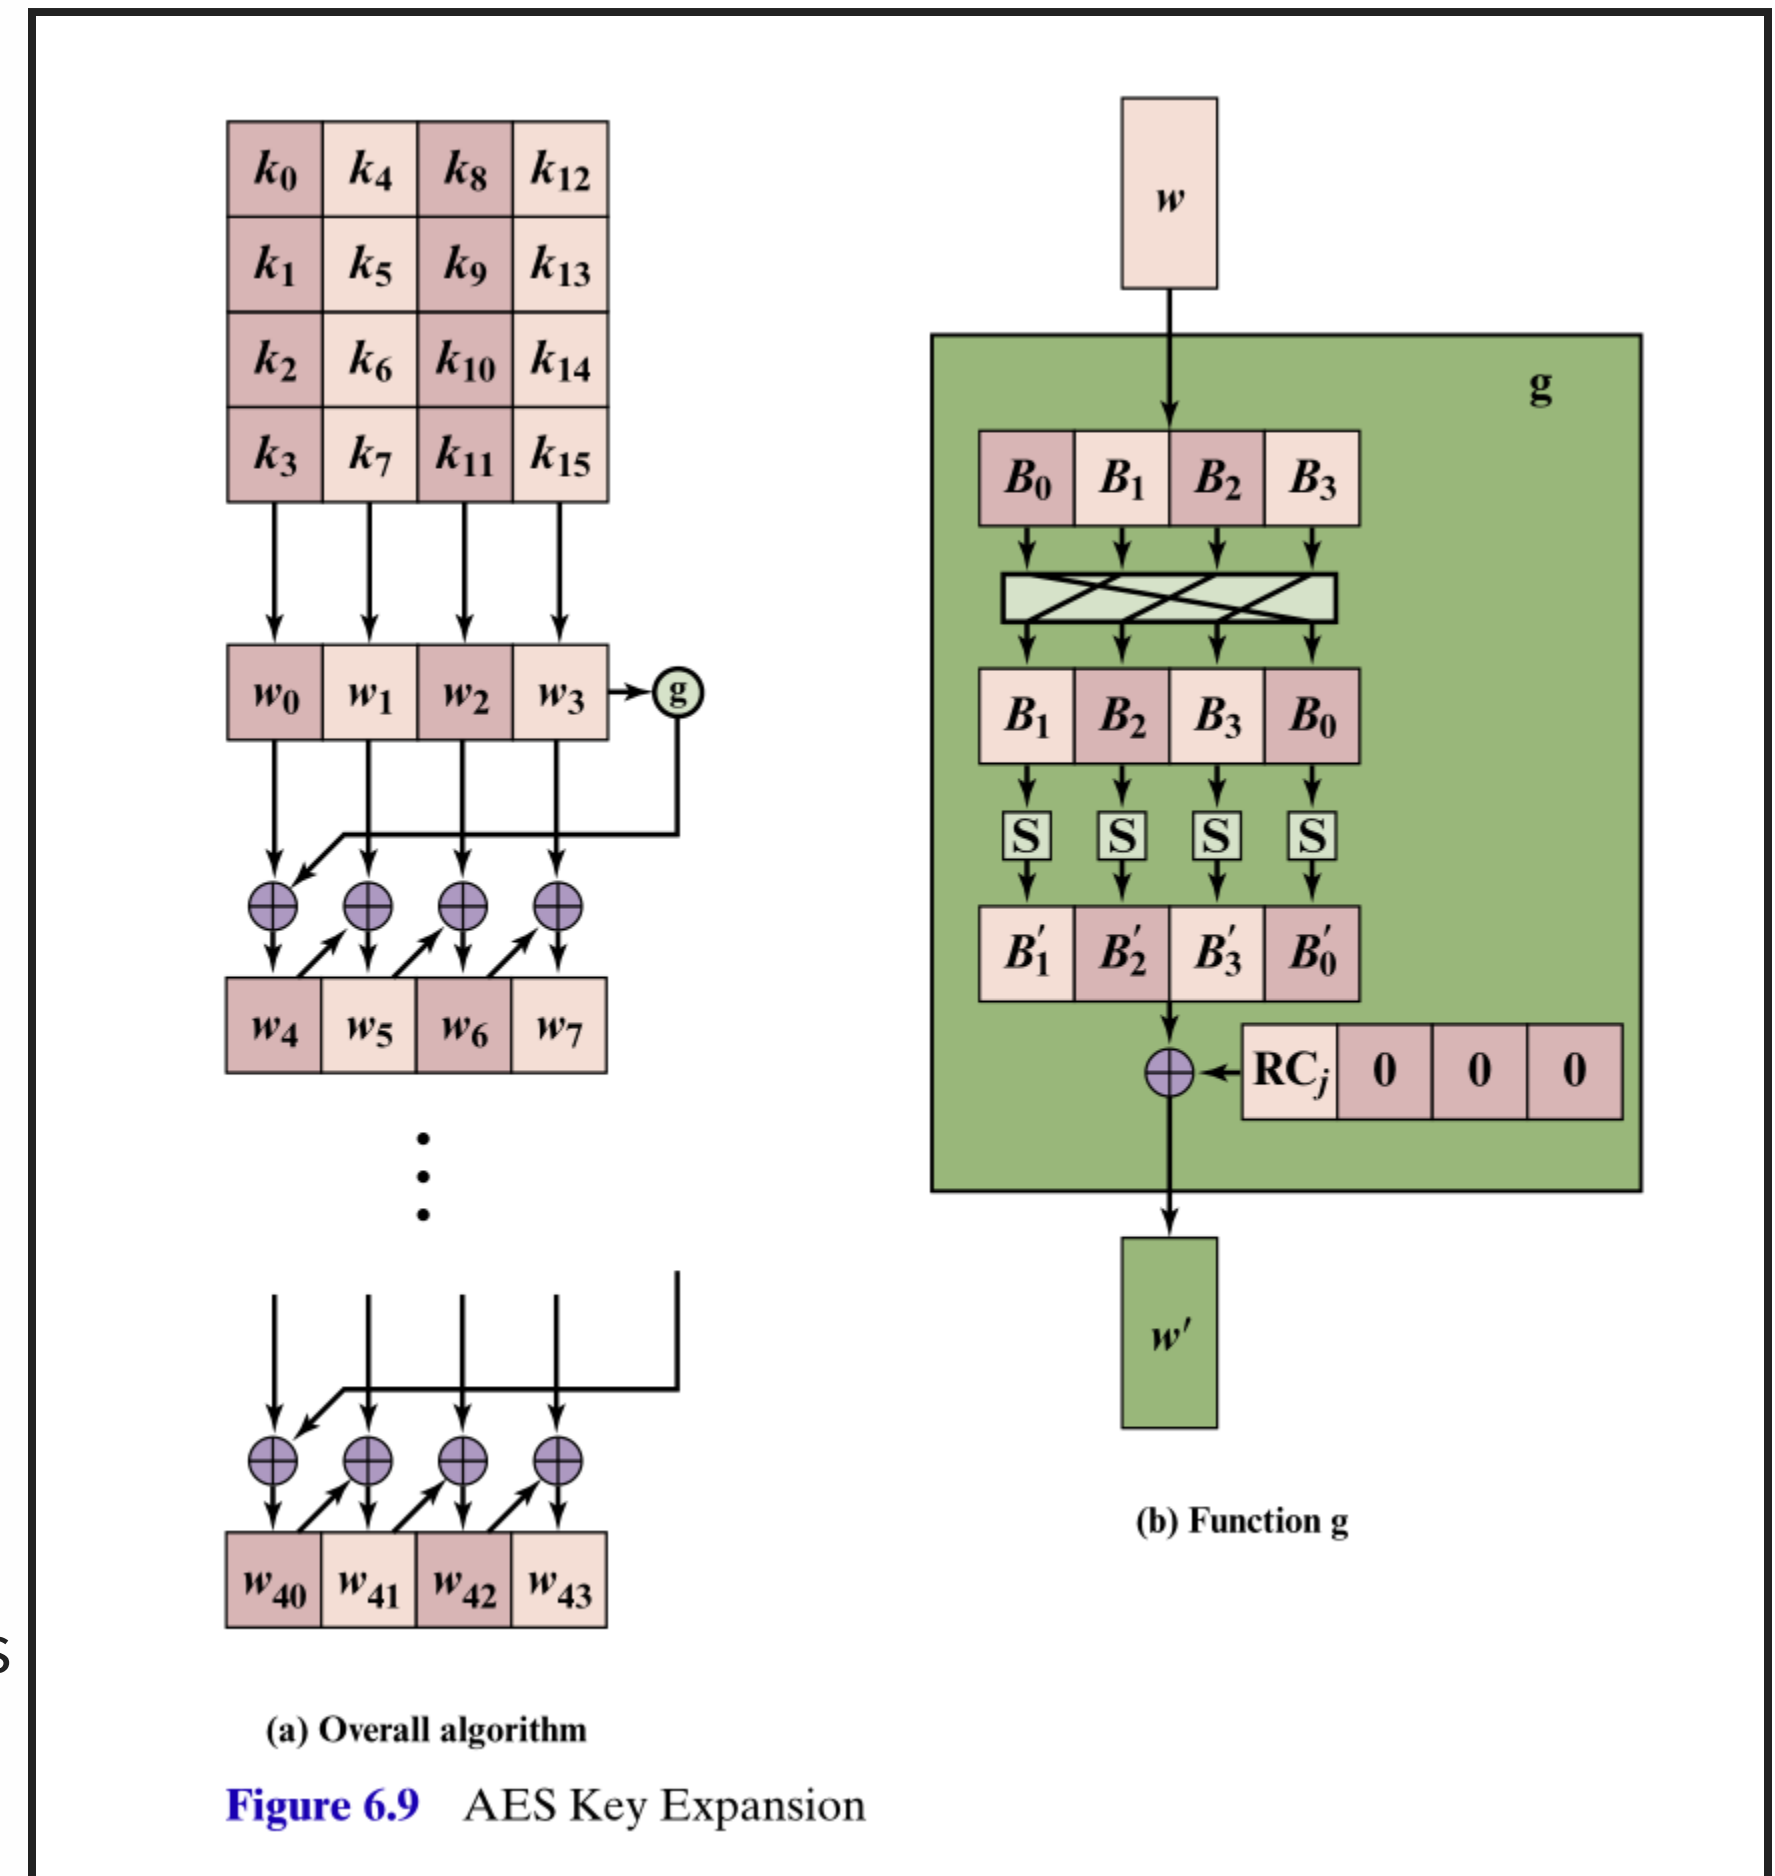 k0 k4 k8 k12
k1 k5 k9 k13
k2 k6 k10 k14
k3 k7 k11 k15
w0 w1 w2 w3 g
w4 w5 w6 w7
w40 w41 w42 w43
(a) Overall algorithm
w
g
B0 B1 B2 B3
B1 B2 B3 B0
S S S S
B′1 B′2 B′3 B′0
RCj 0 0 0
w′
(b) Function g
s
Figure 6.9 AES Key Expansion